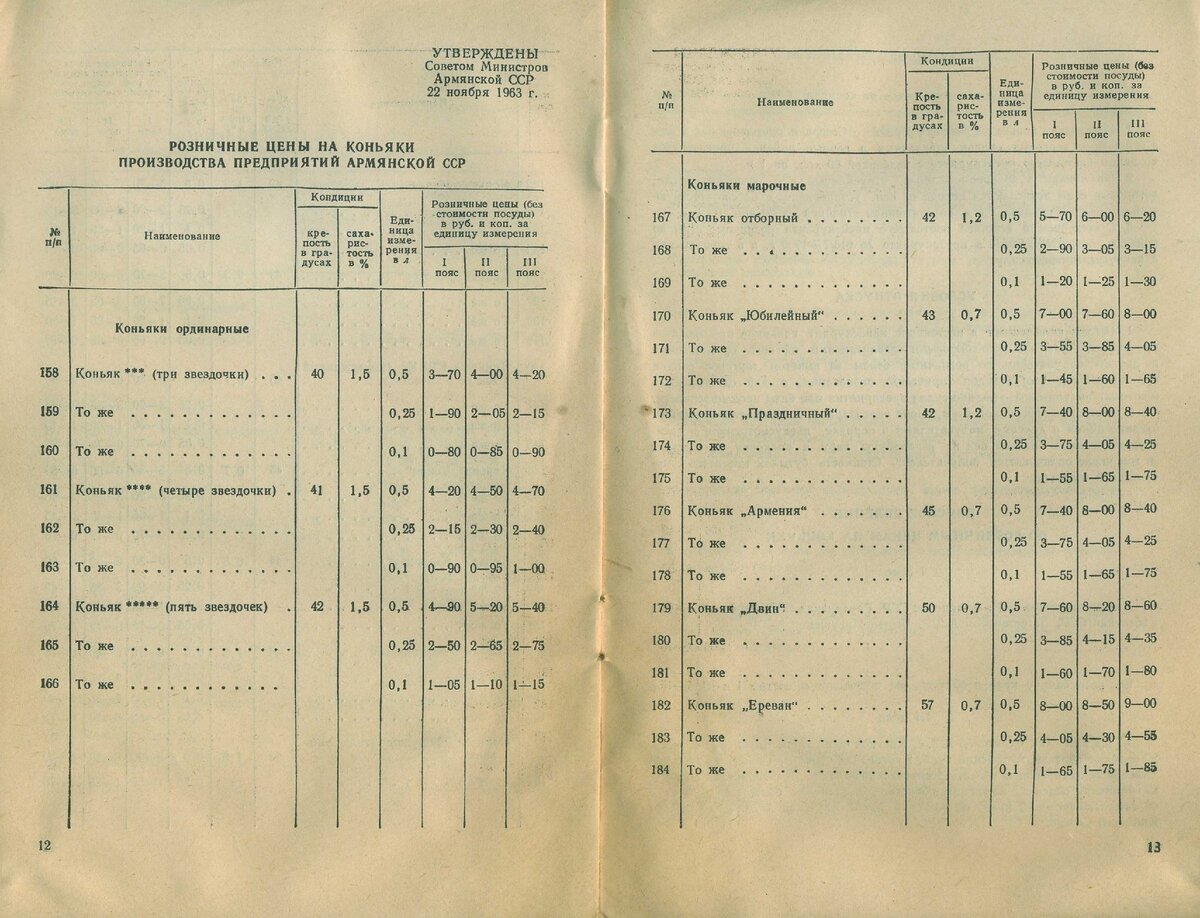 УТВЕРЖДЕНЫ
Советом Министров
Армянской ССР
22 ноября 1963 г.
РОЗНИЧНЫЕ ЦЕНЫ НА КОНЬЯКИ
ПРОИЗВОДСТВА ПРЕДПРИЯТИЙ АРМЯНСКОЙ ССР
№ п/п Наименование Кондиции Еди-ница изме-рения в л Розничные цены (без стоимости посуды) в руб. и коп. за единицу измерения
кре-пость в гра-дусах саха-рис-тость в % I пояс II пояс III пояс
Коньяки ординарные
158 Коньяк *** (три звездочки) . . . 40 1,5 0,5 3—70 4—00 4—20
159 То же . . . . . . . . . . . . . 0,25 1—90 2—05 2—15
160 То же . . . . . . . . . . . . . 0,1 0—80 0—85 0—90
161 Коньяк **** (четыре звездочки) . 41 1,5 0,5 4—20 4—50 4—70
162 То же . . . . . . . . . . . . . 0,25 2—15 2—30 2—40
163 То же . . . . . . . . . . . . . 0,1 0—90 0—95 1—00
164 Коньяк ***** (пять звездочек) . 42 1,5 0,5 4—90 5—20 5—40
165 То же . . . . . . . . . . . . . 0,25 2—50 2—65 2—75
166 То же . . . . . . . . . . . . 0,1 1—05 1—10 1—15
12
№ п/п Наименование Кондиции Еди-ница изме-рения в л Розничные цены (без стоимости посуды) в руб. и коп. за единицу измерения
Кре-пость в гра-дусах саха-рис-тость в % I пояс II пояс III пояс
Коньяки марочные
167 Коньяк отборный . . . . . . . . 42 1,2 0,5 5—70 6—00 6—20
168 То же . . . . . . . . . . . . . 0,25 2—90 3—05 3—15
169 То же . . . . . . . . . . . . . 0,1 1—20 1—25 1—30
170 Коньяк „Юбилейный“ . . . . . . 43 0,7 0,5 7—00 7—60 8—00
171 То же . . . . . . . . . . . . . 0,25 3—55 3—85 4—05
172 То же . . . . . . . . . . . . . 0,1 1—45 1—60 1—65
173 Коньяк „Праздничный“ . . . . . 42 1,2 0,5 7—40 8—00 8—40
174 То же . . . . . . . . . . . . . 0,25 3—75 4—05 4—25
175 То же . . . . . . . . . . . . . 0,1 1—55 1—65 1—75
176 Коньяк „Армения“ . . . . . . . 45 0,7 0,5 7—40 8—00 8—40
177 То же . . . . . . . . . . . . . 0,25 3—75 4—05 4—25
178 То же . . . . . . . . . . . . . 0,1 1—55 1—65 1—75
179 Коньяк „Двин“ . . . . . . . . . 50 0,7 0,5 7—60 8—20 8—60
180 То же . . . . . . . . . . . . . 0,25 3—85 4—15 4—35
181 То же . . . . . . . . . . . . . 0,1 1—60 1—70 1—80
182 Коньяк „Ереван“ . . . . . . . . 57 0,7 0,5 8—00 8—50 9—00
183 То же . . . . . . . . . . . . . 0,25 4—05 4—30 4—55
184 То же . . . . . . . . . . . . . 0,1 1—65 1—75 1—85
13